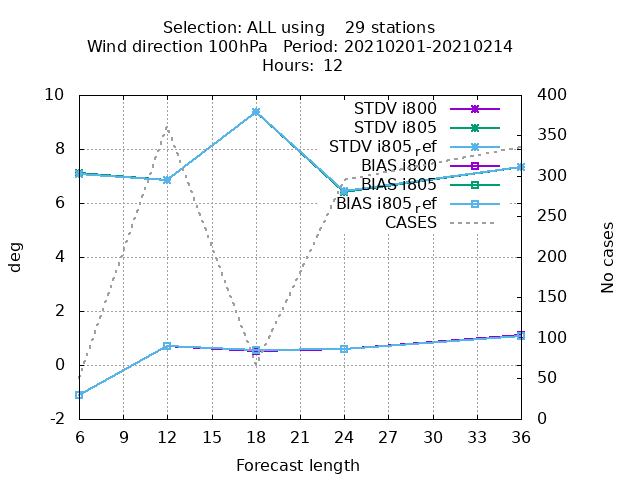 Selection: ALL using    29 stations
Wind direction 100hPa   Period: 20210201-20210214
Hours:  12
10
8
6
4
2
0
-2
deg
400
350
300
250
200
150
100
50
0
No cases
STDV i800
STDV i805
STDV i805ref
BIAS i800
BIAS i805
BIAS i805ref
CASES
6 9 12 15 18 21 24 27 30 33 36
Forecast length